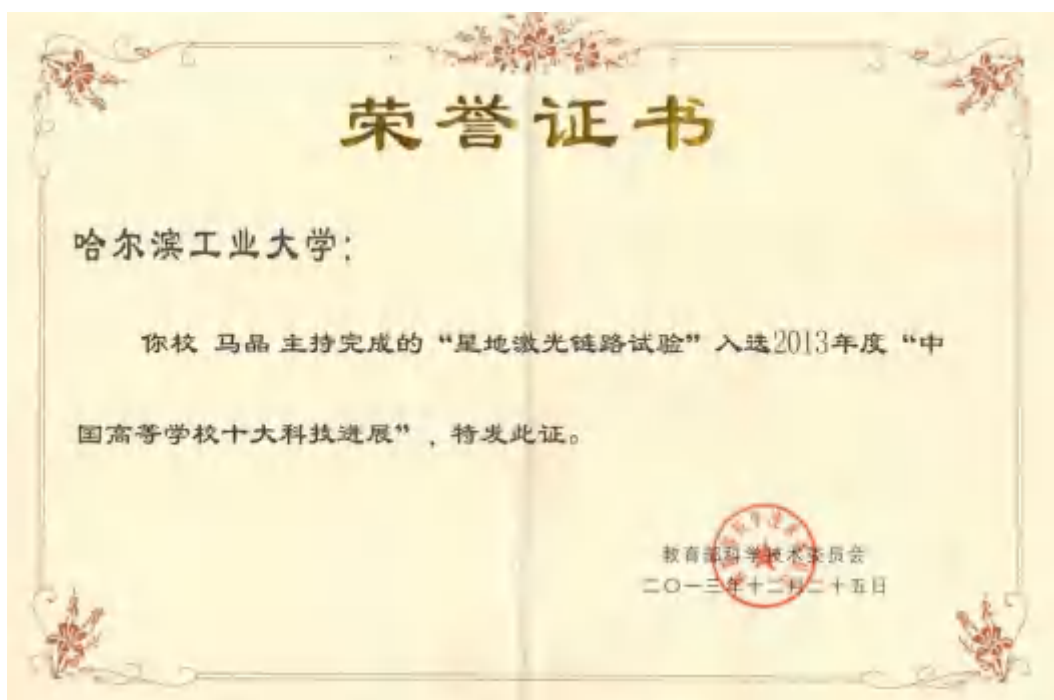 荣誉证书
哈尔滨工业大学：
你校 马晶 主持完成的“星地激光链路试验”入选2013年度“中
国高等学校十大科技进展”，特发此证。
教育部科学技术委员会
二〇一三年十二月二十五日